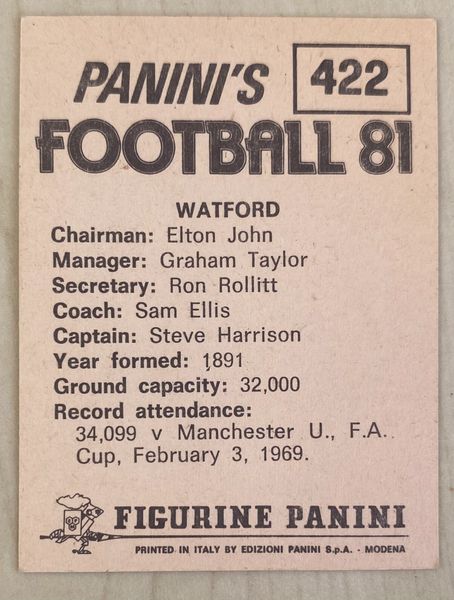 PANINI'S
422
FOOTBALL 81
WATFORD
Chairman: Elton John
Manager: Graham Taylor
Secretary: Ron Rollitt
Coach: Sam Ellis
Captain: Steve Harrison
Year formed: 1891
Ground capacity: 32,000
Record attendance:
34,099 v Manchester U., F.A.
Cup, February 3, 1969.
FIGURINE PANINI
PRINTED IN ITALY BY EDIZIONI PANINI S.p.A. - MODENA